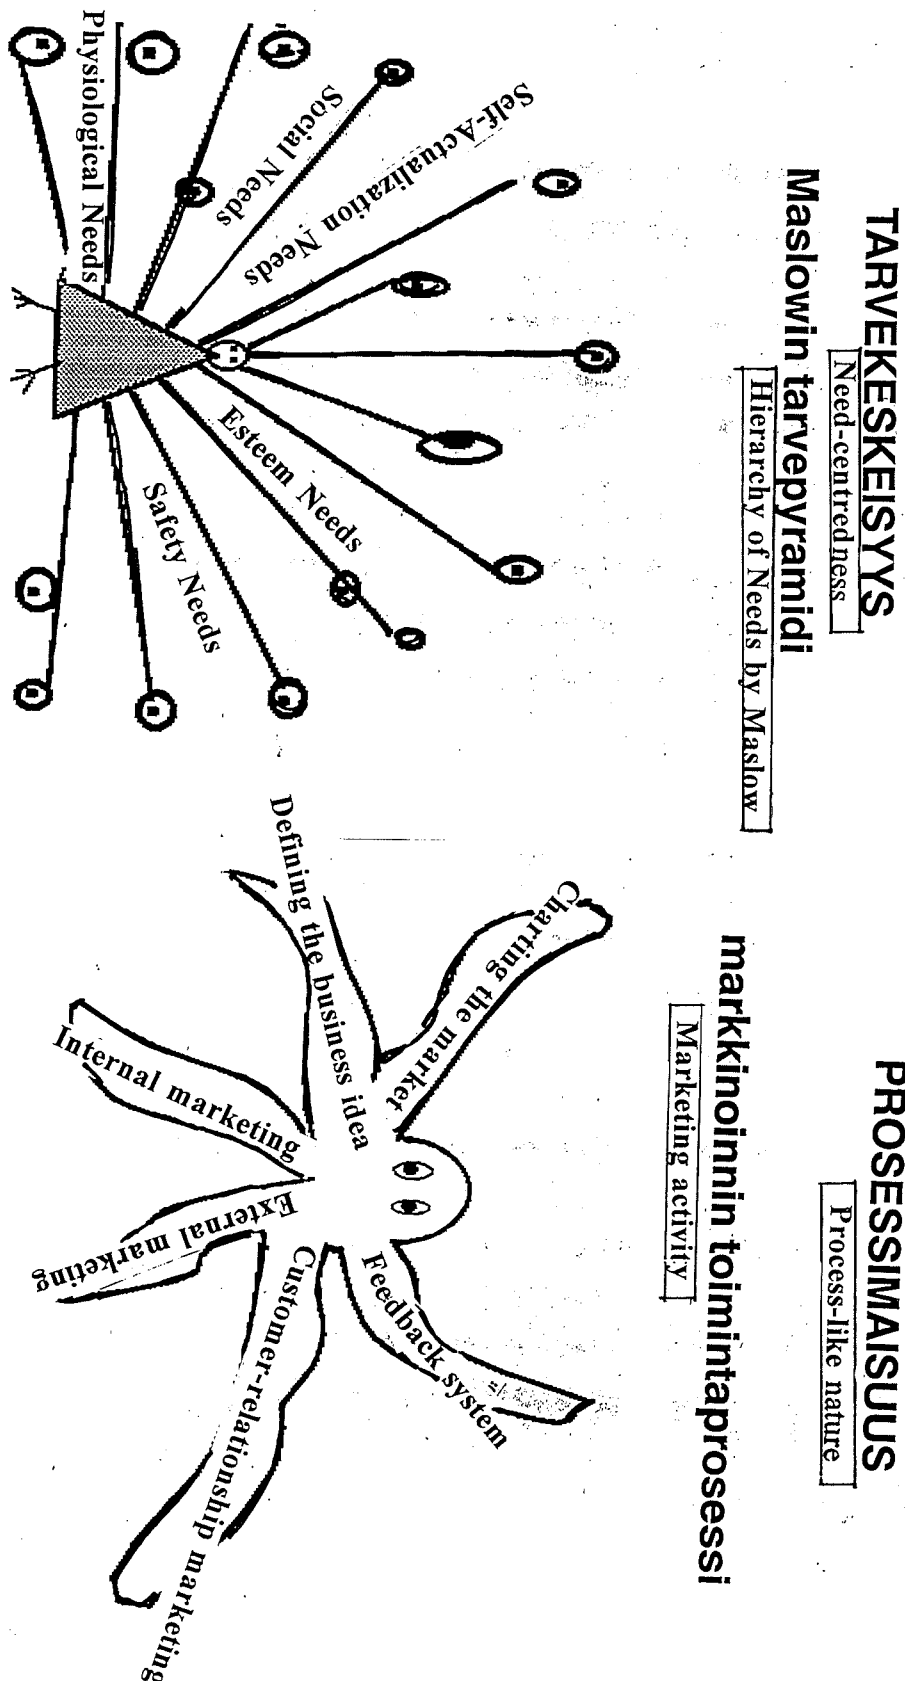 TARVEKESKEISYYS
Need-centredness
Maslowin tarvepyramidi
Hierarchy of Needs by Maslow
Self-Actualization Needs
Social Needs
Esteem Needs
Physiological Needs
Safety Needs
PROSESSIMAISUUS
Process-like nature
markkinoinnin toimintaprosessi
Marketing activity
Charting the market
Defining the business idea
Feedback system
Internal marketing
External marketing
Customer-relationship marketing